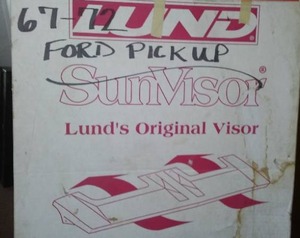 67-72
LUND®
FORD PICKUP
SunVisor®
Lund's Original Visor